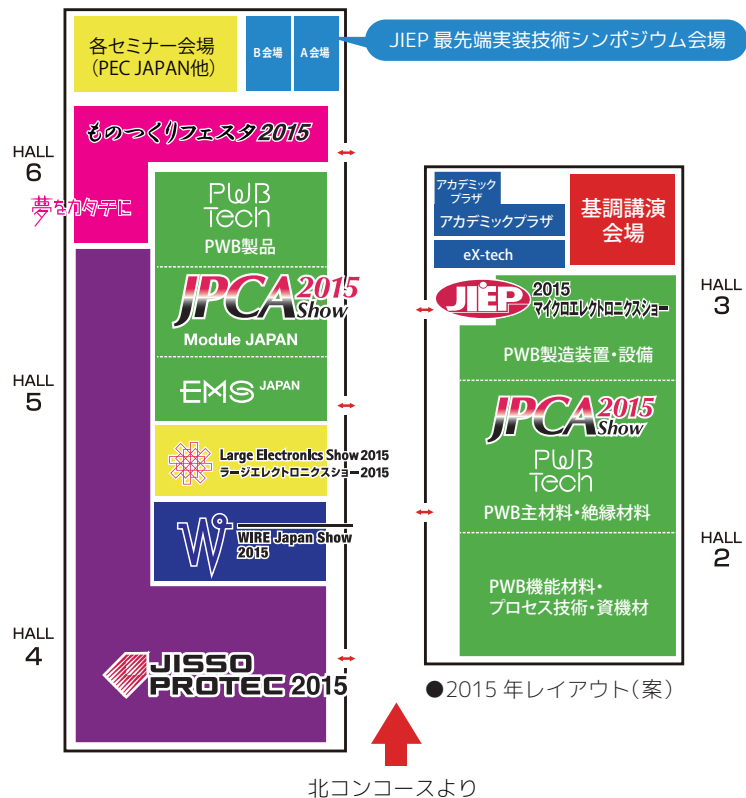 各セミナー会場
(PEC JAPAN他)
B会場
A会場
JIEP 最先端実装技術シンポジウム会場
ものつくりフェスタ2015
HALL
6
夢をカタチに
PWB
Tech
PWB製品
JPCA 2015
Show
Module JAPAN
HALL
5
EMS JAPAN
Large Electronics Show 2015
ラージエレクトロニクスショー2015
WIRE Japan Show
2015
HALL
4
JISSO
PROTEC 2015
アカデミック
プラザ
アカデミックプラザ
eX-tech
基調講演
会場
JIEP
2015
マイクロエレクトロニクスショー
HALL
3
PWB製造装置・設備
JPCA 2015
Show
PWB
Tech
PWB主材料・絶縁材料
HALL
2
PWB機能材料・
プロセス技術・資機材
●2015 年レイアウト(案)
北コンコースより